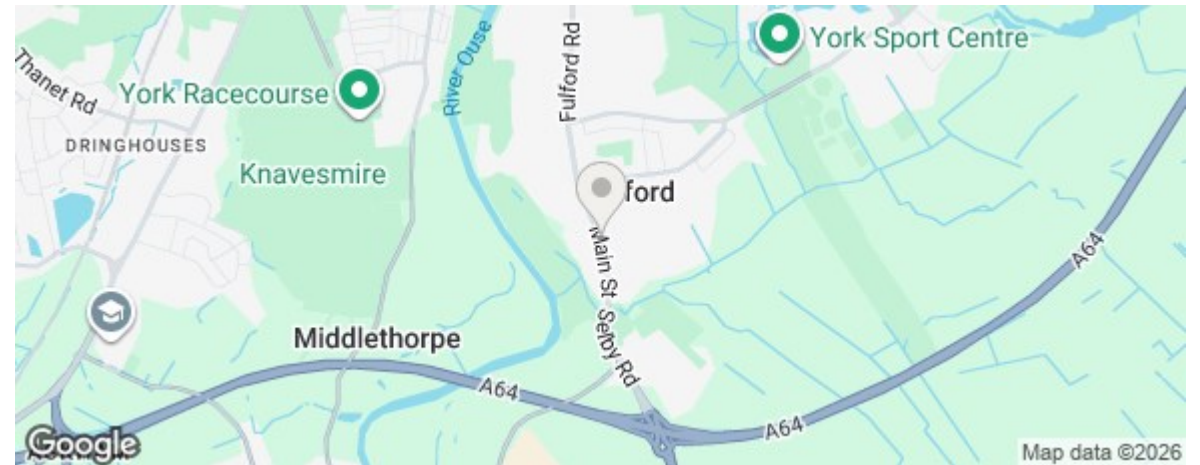 Thanet Rd
York Racecourse
DRINGHOUSES
Knavesmire
River Ouse
Fulford Rd
York Sport Centre
ford
Main St
Selby Rd
Middlethorpe
A64
A64
A64
Google
Map data ©2026